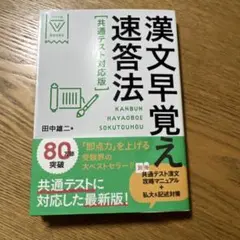 漢文早覚え
速答法
[共通テスト対応版]
KANBUN
HAYAOBOE
SOKUTOUHOU
田中雄二=著
80万部
突破
「即点力」を上げる
受験界の
大ベストセラー!!
共通テストに
対応した最新版!
共通テスト漢文
攻略マニュアル
+
私大&記述対策